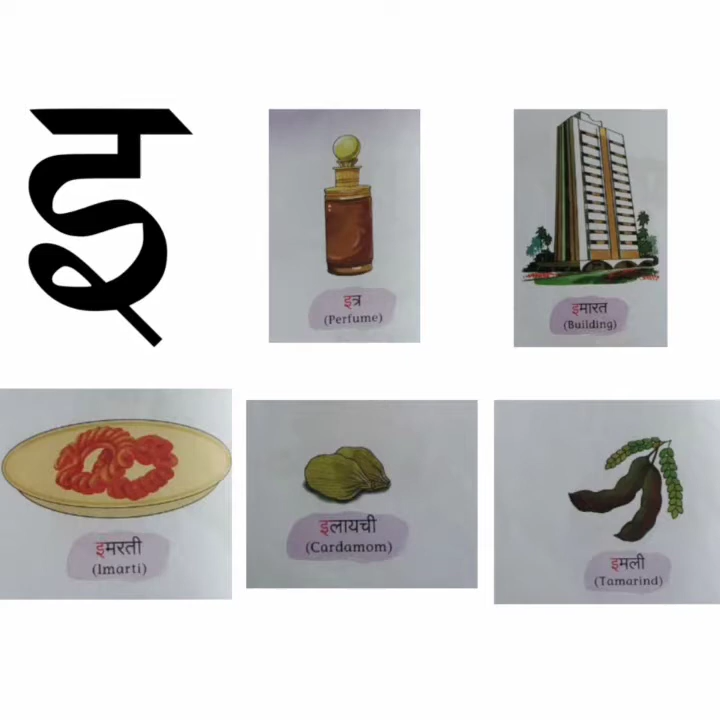 इ
इत्र
(Perfume)
इमारत
(Building)
इमरती
(Imarti)
इलायची
(Cardamom)
इमली
(Tamarind)